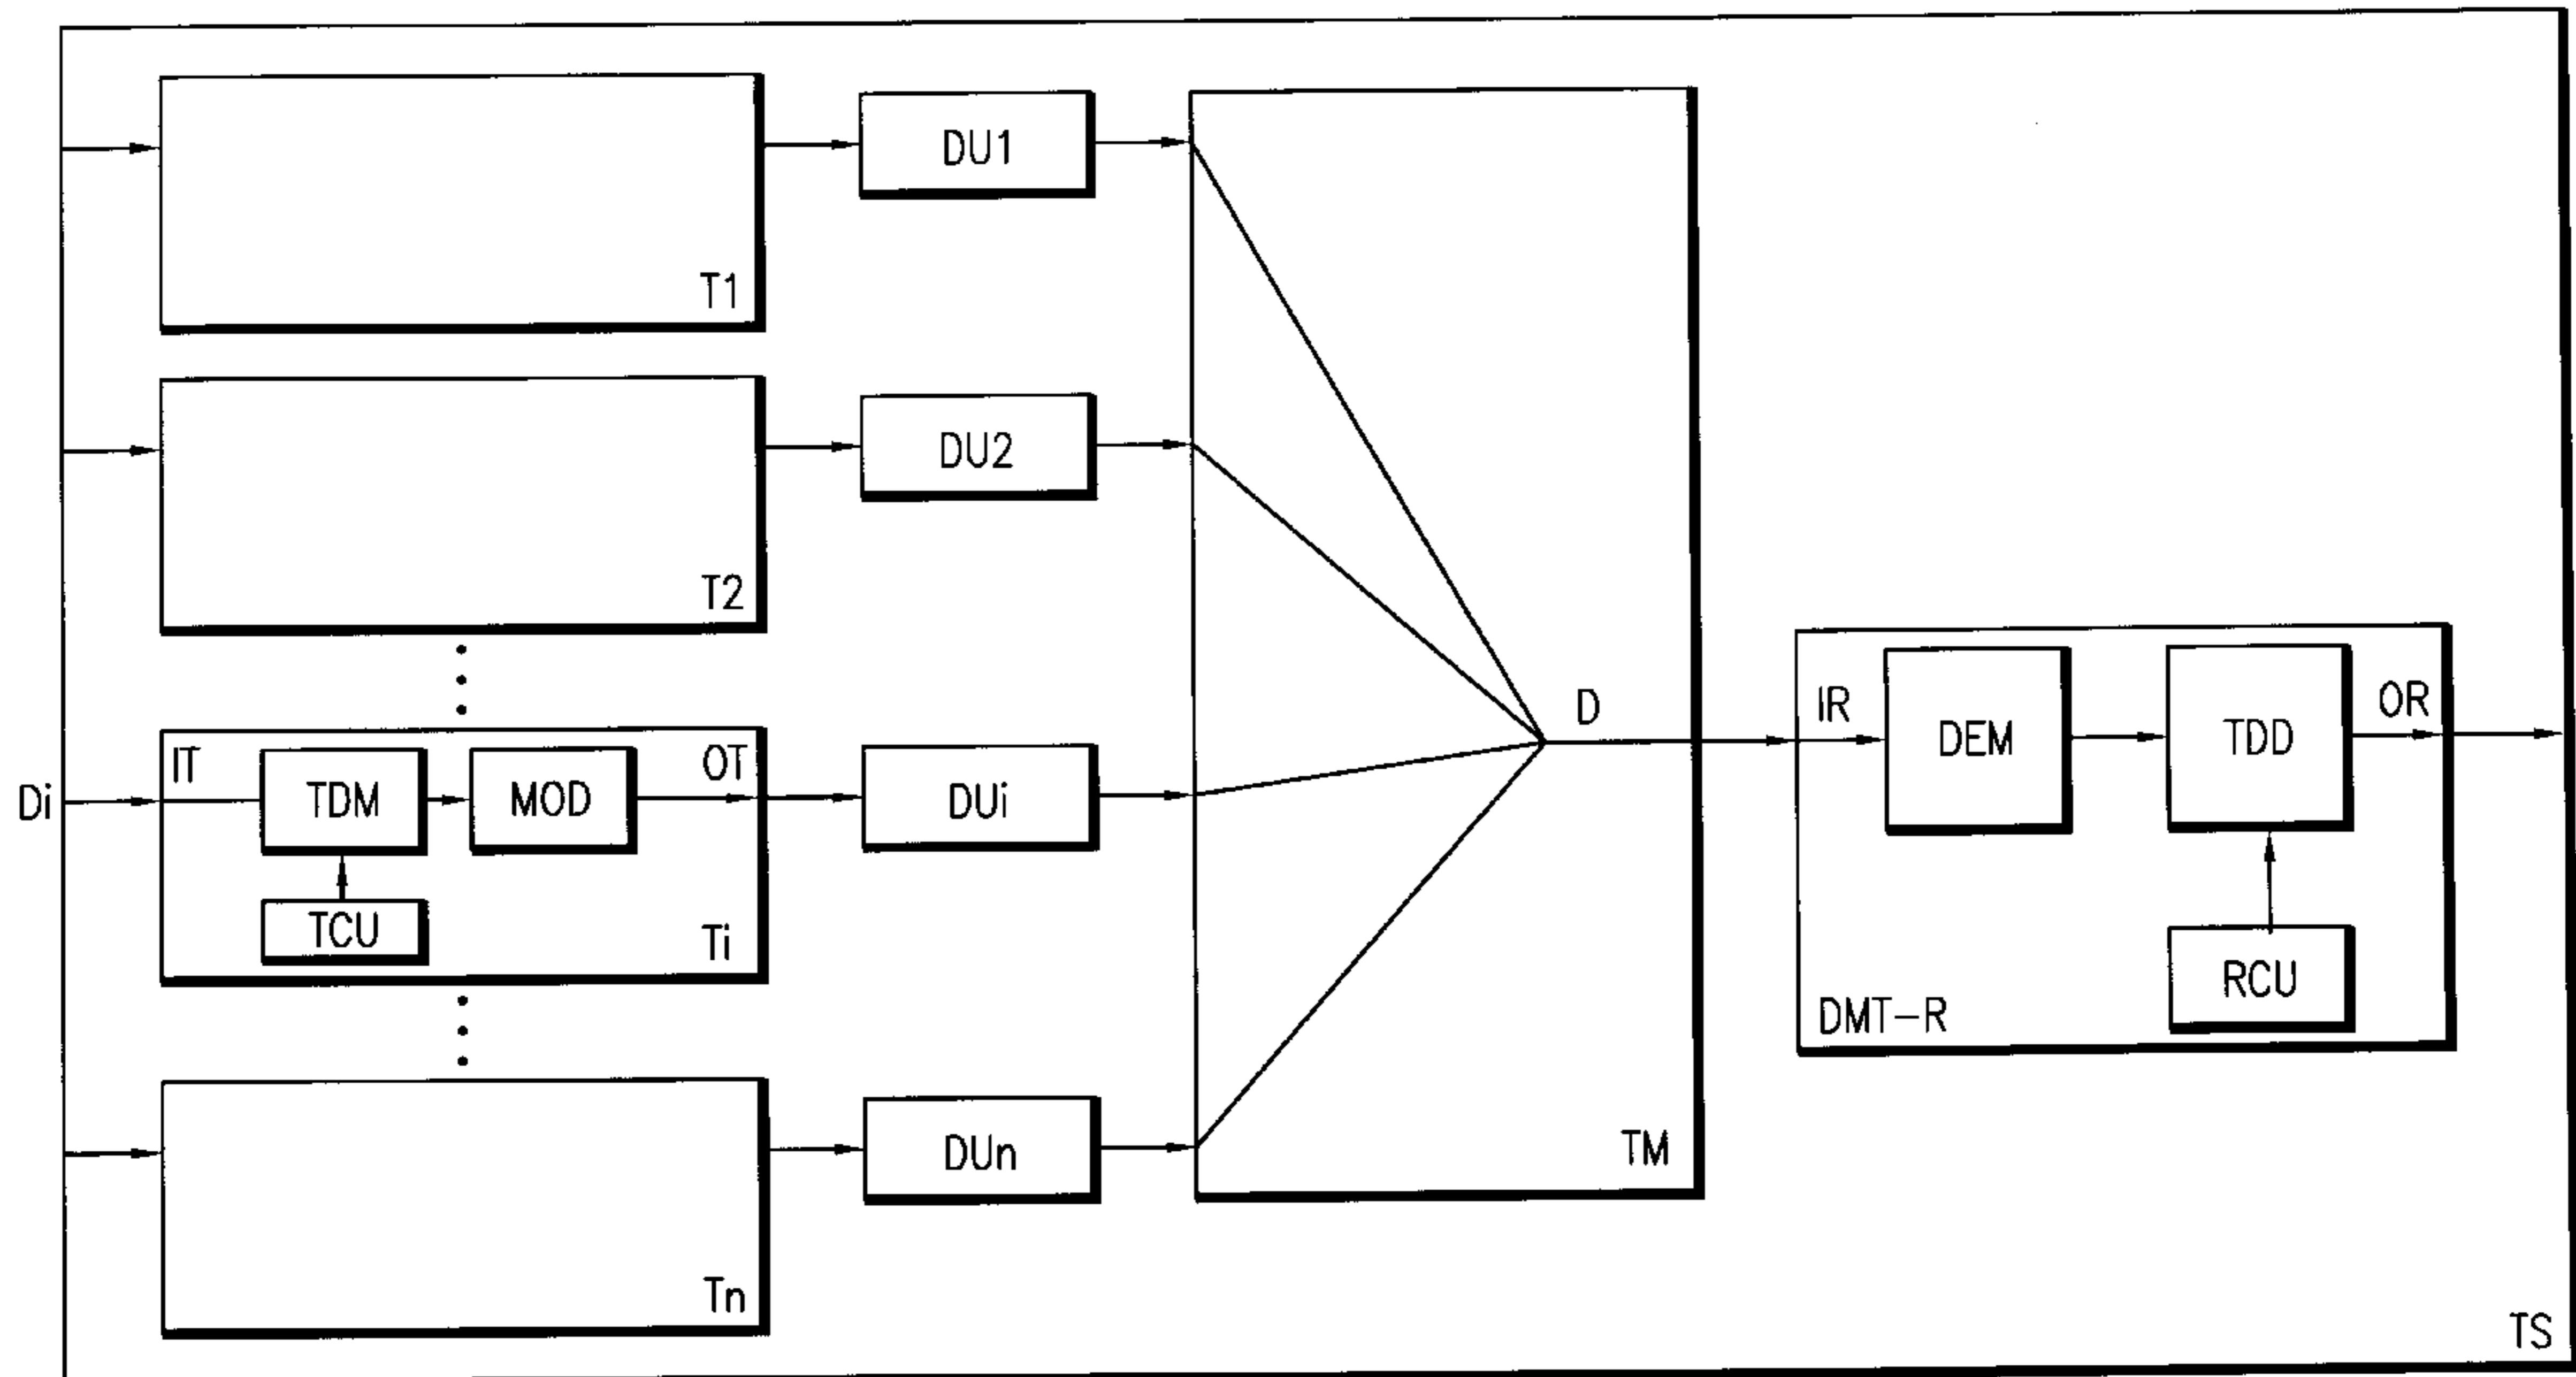 DU1
T1
DU2
T2
D
IR
DEM
TDD
OR
Di
IT
TDM
MOD
OT
DUi
TCU
Ti
RCU
DMT-R
DUn
TM
Tn
TS